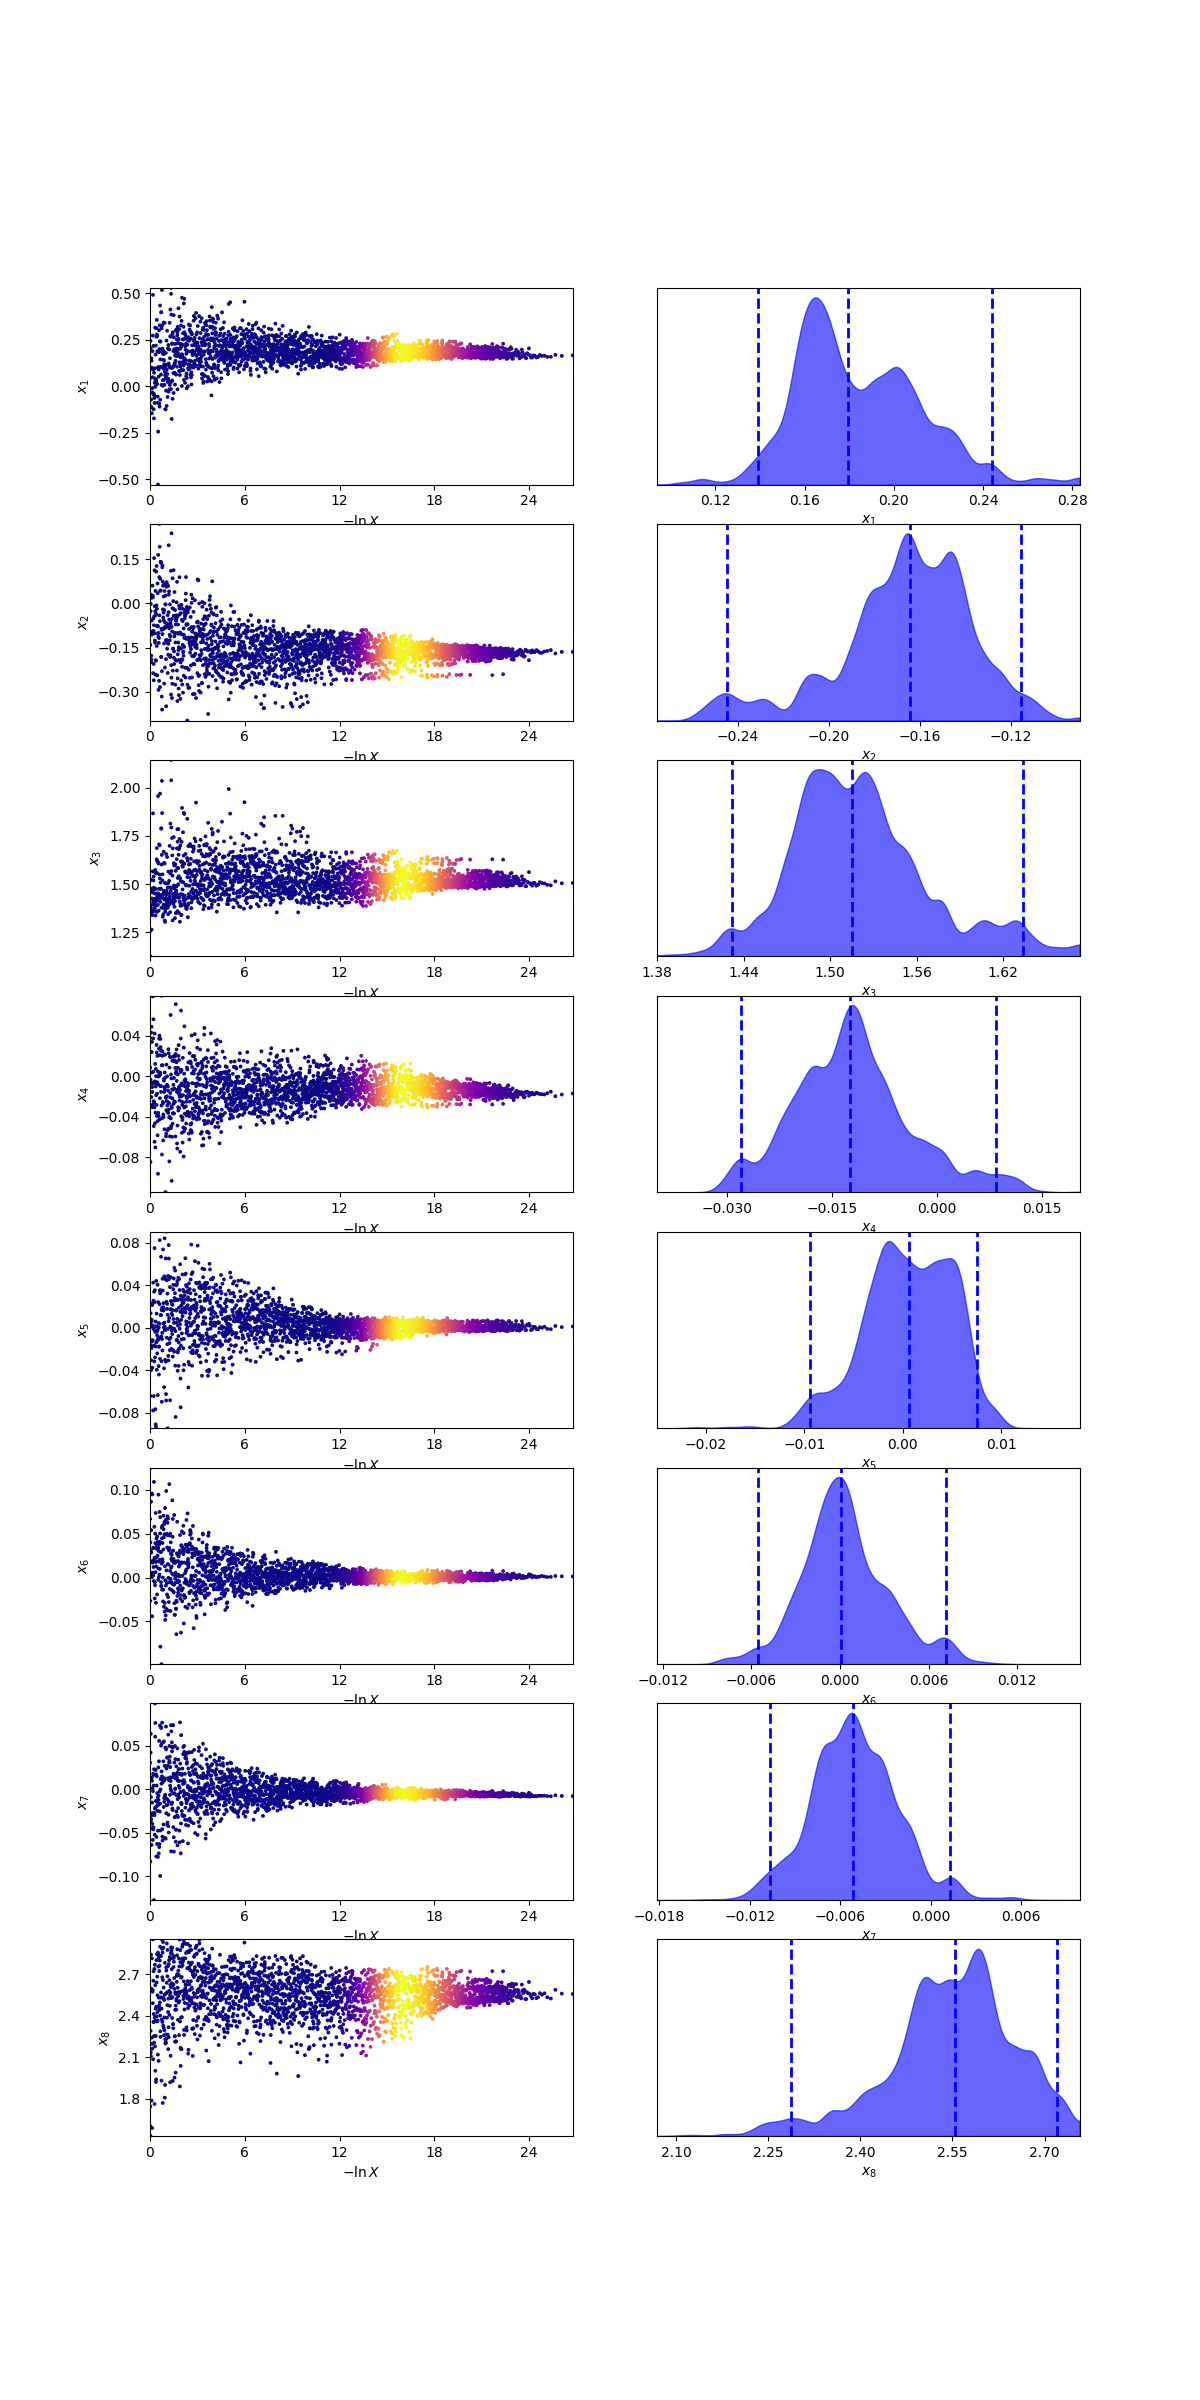 0.50
0.25
0.00
−0.25
−0.50
x₁
0 6 12 18 24
−ln X
0.12 0.16 0.20 0.24 0.28
x₁
0.15
0.00
−0.15
−0.30
x₂
0 6 12 18 24
−ln X
−0.24 −0.20 −0.16 −0.12
x₂
2.00
1.75
1.50
1.25
x₃
0 6 12 18 24
−ln X
1.38 1.44 1.50 1.56 1.62
x₃
0.04
0.00
−0.04
−0.08
x₄
0 6 12 18 24
−ln X
−0.030 −0.015 0.000 0.015
x₄
0.08
0.04
0.00
−0.04
−0.08
x₅
0 6 12 18 24
−ln X
−0.02 −0.01 0.00 0.01
x₅
0.10
0.05
0.00
−0.05
x₆
0 6 12 18 24
−ln X
−0.012 −0.006 0.000 0.006 0.012
x₆
0.05
0.00
−0.05
−0.10
x₇
0 6 12 18 24
−ln X
−0.018 −0.012 −0.006 0.000 0.006
x₇
2.7
2.4
2.1
1.8
x₈
0 6 12 18 24
−ln X
2.10 2.25 2.40 2.55 2.70
x₈